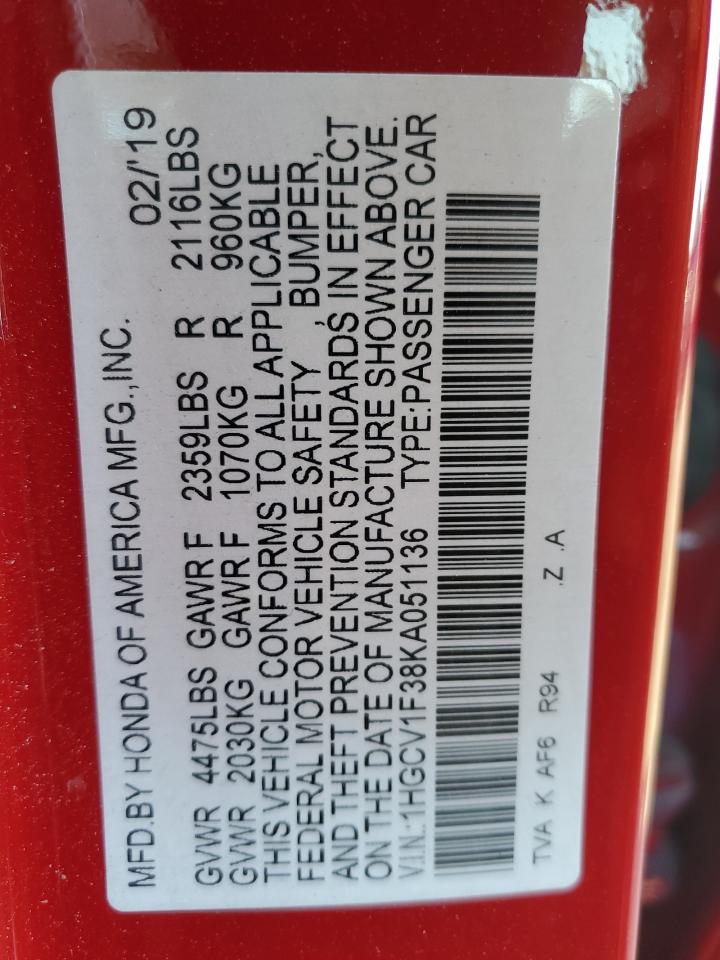 MFD.BY HONDA OF AMERICA MFG.,INC. 02/'19
GVWR 4475LBS GAWR F 2359LBS R 2116LBS
GVWR 2030KG GAWR F 1070KG R 960KG
THIS VEHICLE CONFORMS TO ALL APPLICABLE
FEDERAL MOTOR VEHICLE SAFETY , BUMPER,
AND THEFT PREVENTION STANDARDS IN EFFECT
ON THE DATE OF MANUFACTURE SHOWN ABOVE.
V.I.N.:1HGCV1F38KA051136 TYPE:PASSENGER CAR
TVA K AF6 R94 .Z .A